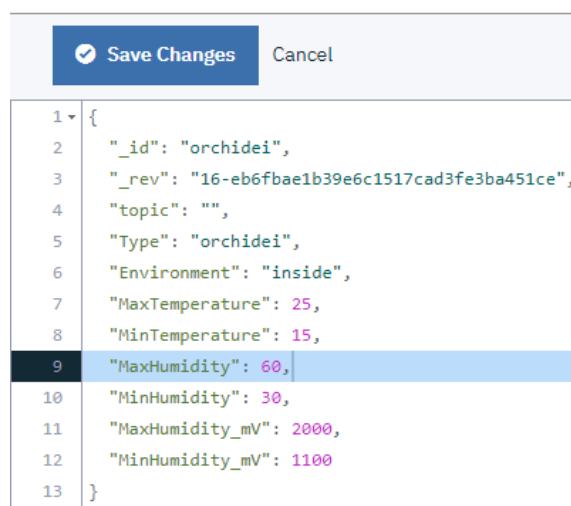 Save Changes Cancel
1 {
2 "_id": "orchidei",
3 "_rev": "16-eb6fbae1b39e6c1517cad3fe3ba451ce",
4 "topic": "",
5 "Type": "orchidei",
6 "Environment": "inside",
7 "MaxTemperature": 25,
8 "MinTemperature": 15,
9 "MaxHumidity": 60,
10 "MinHumidity": 30,
11 "MaxHumidity_mV": 2000,
12 "MinHumidity_mV": 1100
13 }